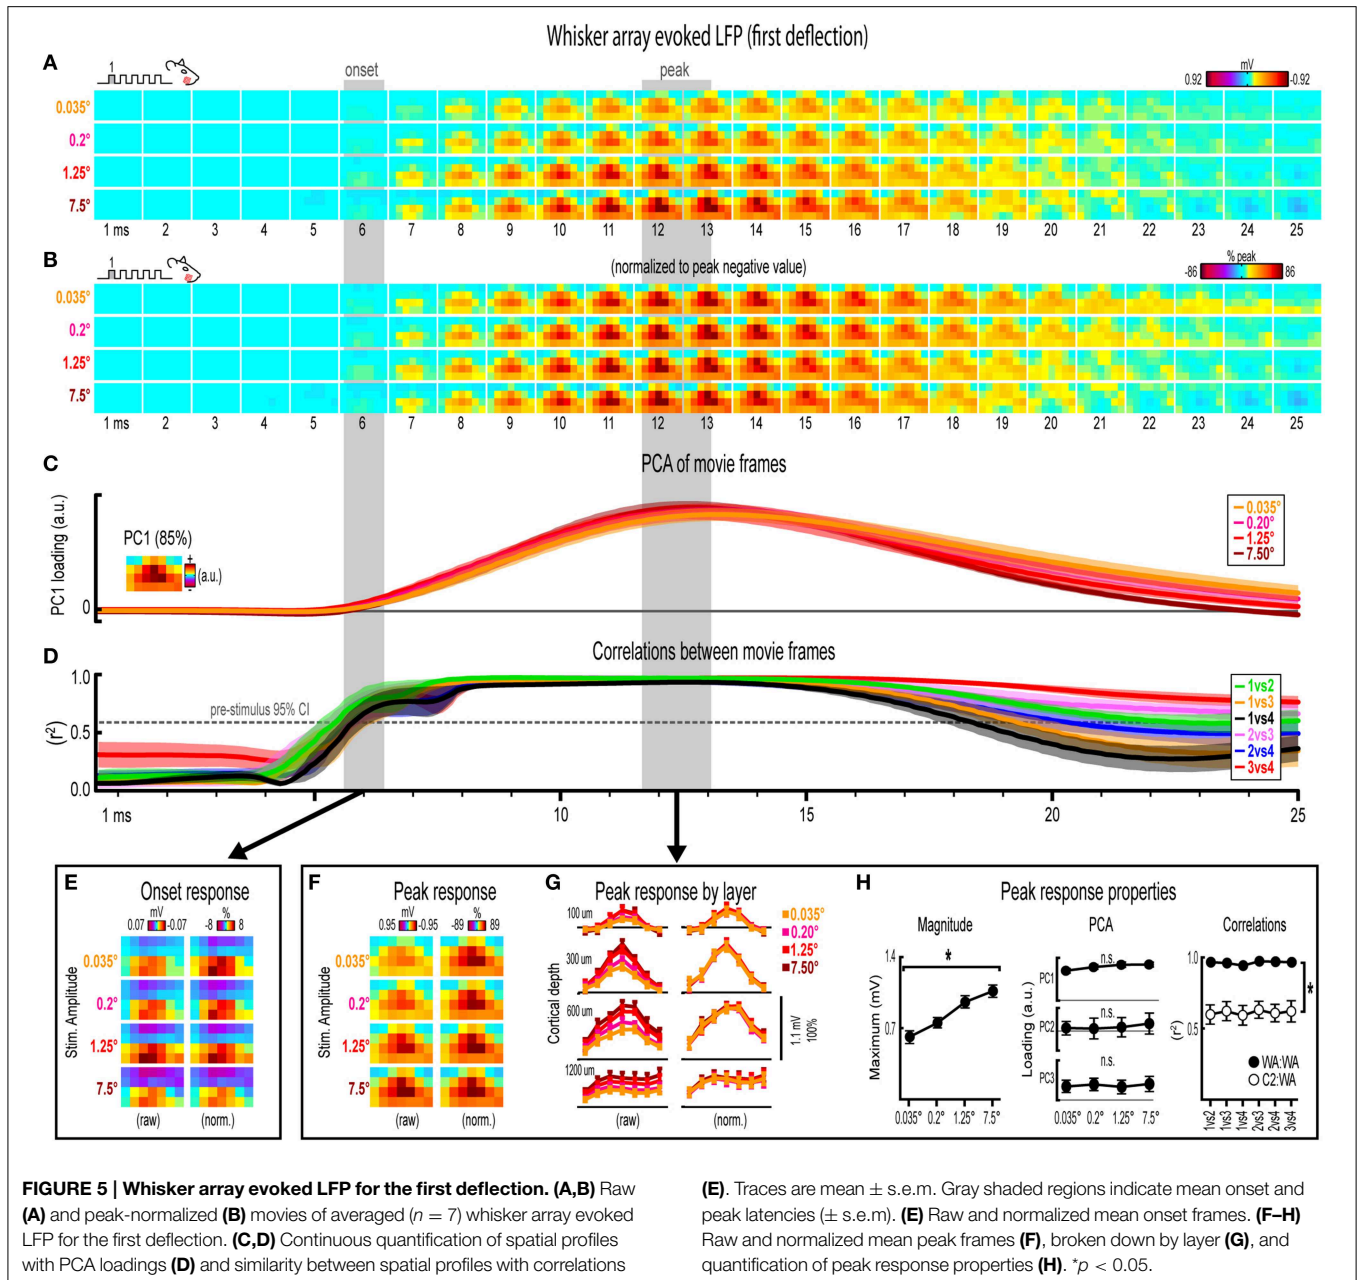 Whisker array evoked LFP (first deflection)
A
1
onset
peak
mV
0.92 -0.92
0.035°
0.2°
1.25°
7.5°
1 ms 2 3 4 5 6 7 8 9 10 11 12 13 14 15 16 17 18 19 20 21 22 23 24 25
B
1
(normalized to peak negative value)
% peak
-86 86
0.035°
0.2°
1.25°
7.5°
1 ms 2 3 4 5 6 7 8 9 10 11 12 13 14 15 16 17 18 19 20 21 22 23 24 25
C
PCA of movie frames
PC1 loading (a.u.)
0
PC1 (85%)
+
(a.u.)
-
0.035°
0.20°
1.25°
7.50°
D
Correlations between movie frames
(r²)
1.0
0.5
0.0
pre-stimulus 95% CI
1vs2
1vs3
1vs4
2vs3
2vs4
3vs4
1 ms 10 15 20 25
E
Onset response
mV %
0.07 -0.07 -8 8
Stim. Amplitude
0.035°
0.2°
1.25°
7.5°
(raw) (norm.)
F
Peak response
mV %
0.95 -0.95 -89 89
Stim. Amplitude
0.035°
0.2°
1.25°
7.5°
(raw) (norm.)
G
Peak response by layer
Cortical depth
100 um
300 um
600 um
1200 um
0.035°
0.20°
1.25°
7.50°
1.1 mV
100%
(raw) (norm.)
H
Peak response properties
Magnitude
Maximum (mV)
1.4
0.7
*
0.035° 0.2° 1.25° 7.5°
PCA
Loading (a.u.)
PC1
n.s.
PC2
n.s.
PC3
n.s.
0.035° 0.2° 1.25° 7.5°
Correlations
(r²)
1.0
0.5
*
WA:WA
C2:WA
1vs2 1vs3 1vs4 2vs3 2vs4 3vs4
FIGURE 5 | Whisker array evoked LFP for the first deflection. (A,B) Raw
(A) and peak-normalized (B) movies of averaged (n = 7) whisker array evoked
LFP for the first deflection. (C,D) Continuous quantification of spatial profiles
with PCA loadings (D) and similarity between spatial profiles with correlations
(E). Traces are mean ± s.e.m. Gray shaded regions indicate mean onset and
peak latencies (± s.e.m). (E) Raw and normalized mean onset frames. (F–H)
Raw and normalized mean peak frames (F), broken down by layer (G), and
quantification of peak response properties (H). *p < 0.05.